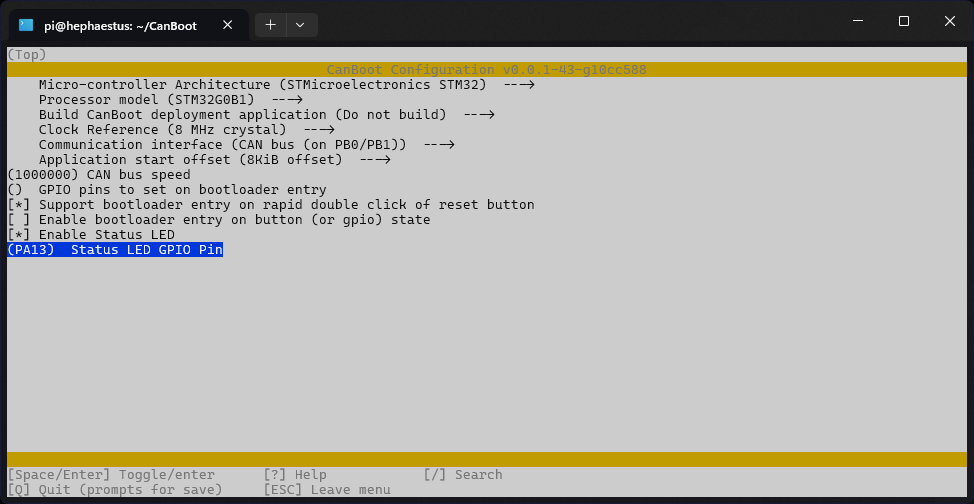 pi@hephaestus: ~/CanBoot
(Top)
CanBoot Configuration v0.0.1-43-g10cc588
Micro-controller Architecture (STMicroelectronics STM32)  --->
Processor model (STM32G0B1)  --->
Build CanBoot deployment application (Do not build)  --->
Clock Reference (8 MHz crystal)  --->
Communication interface (CAN bus (on PB0/PB1))  --->
Application start offset (8KiB offset)  --->
(1000000) CAN bus speed
()  GPIO pins to set on bootloader entry
[*] Support bootloader entry on rapid double click of reset button
[ ] Enable bootloader entry on button (or gpio) state
[*] Enable Status LED
(PA13)  Status LED GPIO Pin
[Space/Enter] Toggle/enter      [?] Help            [/] Search
[Q] Quit (prompts for save)     [ESC] Leave menu